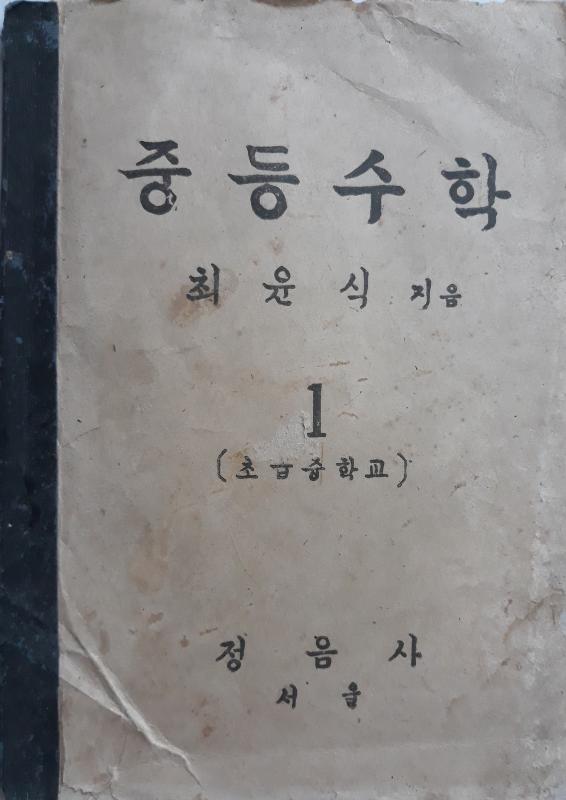 중등수학
최윤식 지음
1
(초급중학교)
정음사
서울